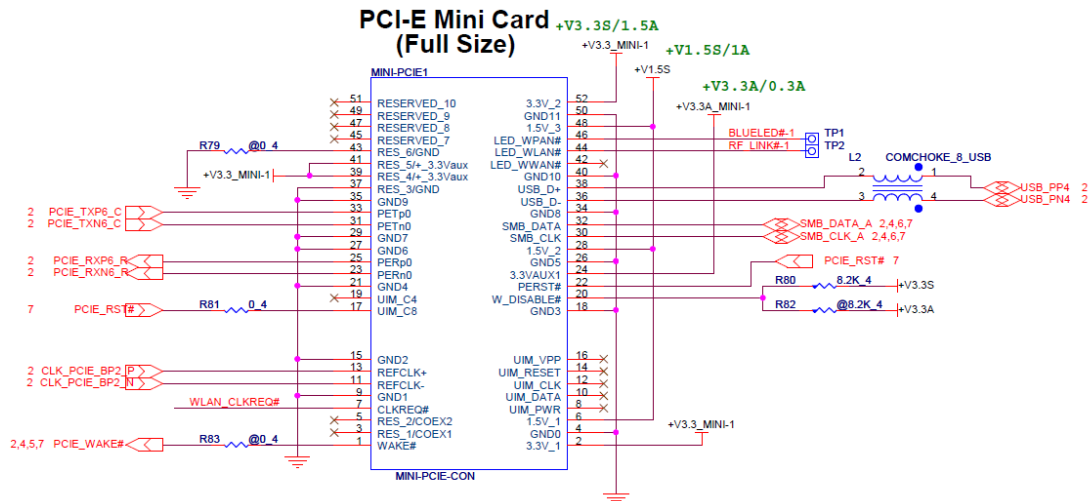 PCI-E Mini Card
(Full Size)
+V3.3S/1.5A
+V3.3_MINI-1
+V1.5S/1A
+V1.5S
+V3.3A/0.3A
+V3.3A_MINI-1
MINI-PCIE1
51 RESERVED_10 3.3V_2 52
49 RESERVED_9 GND11 50
47 RESERVED_8 1.5V_3 48
45 RESERVED_7 LED_WPAN# 46 BLUELED#-1 TP1
R79 @0_4 43 RES_6/GND LED_WLAN# 44 RF_LINK#-1 TP2
41 RES_5/+_3.3Vaux LED_WWAN# 42 L2 COMCHOKE_8_USB
+V3.3_MINI-1 39 RES_4/+_3.3Vaux GND10 40 2 1
37 RES_3/GND USB_D+ 38 USB_PP4 2
35 GND9 USB_D- 36 3 4 USB_PN4 2
2 PCIE_TXP6_C 33 PETp0 GND8 34
2 PCIE_TXN6_C 31 PETn0 SMB_DATA 32 SMB_DATA_A 2,4,6,7
29 GND7 SMB_CLK 30 SMB_CLK_A 2,4,6,7
27 GND6 1.5V_2 28
2 PCIE_RXP6_R 25 PERp0 GND5 26
2 PCIE_RXN6_R 23 PERn0 3.3VAUX1 24 PCIE_RST# 7
21 GND4 PERST# 22
19 UIM_C4 W_DISABLE# 20 R80 8.2K_4 +V3.3S
7 PCIE_RST# R81 0_4 17 UIM_C8 GND3 18 R82 @8.2K_4 +V3.3A
15 GND2 UIM_VPP 16
2 CLK_PCIE_BP2_P 13 REFCLK+ UIM_RESET 14
2 CLK_PCIE_BP2_N 11 REFCLK- UIM_CLK 12
9 GND1 UIM_DATA 10
WLAN_CLKREQ# 7 CLKREQ# UIM_PWR 8
5 RES_2/COEX2 1.5V_1 6
3 RES_1/COEX1 GND0 4 +V3.3_MINI-1
2,4,5,7 PCIE_WAKE# R83 @0_4 1 WAKE# 3.3V_1 2
MINI-PCIE-CON